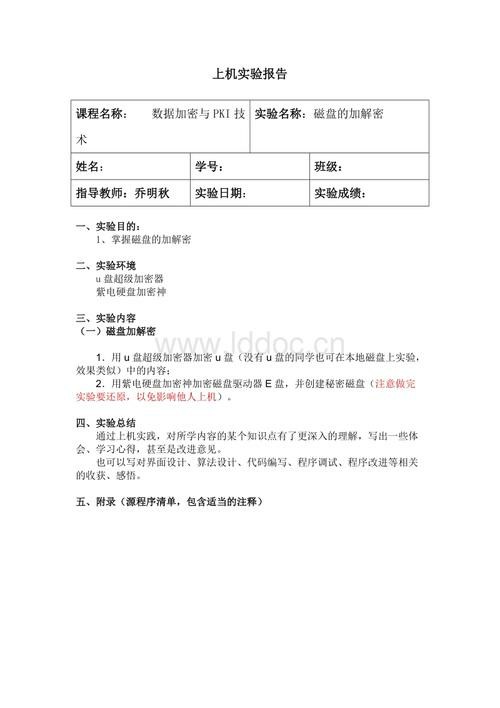 上机实验报告
课程名称： 数据加密与 PKI 技
术
实验名称：磁盘的加解密
姓名：
学号：
班级：
指导教师：乔明秋
实验日期：
实验成绩：
一、实验目的：
1、掌握磁盘的加解密
二、实验环境
u 盘超级加密器
紫电硬盘加密神
三、实验内容
（一）磁盘加解密
www.lddoc.cn
1．用 u 盘超级加密器加密 u 盘（没有 u 盘的同学也可在本地磁盘上实验，
效果类似）中的内容；
2．用紫电硬盘加密神加密磁盘驱动器 E 盘，并创建秘密磁盘（注意做完
实验要还原，以免影响他人上机）。
四、实验总结
通过上机实践，对所学内容的某个知识点有了更深入的理解，写出一些体
会、学习心得，甚至是改进意见。
也可以写对界面设计、算法设计、代码编写、程序调试、程序改进等相关
的收获、感悟。
五、附录（源程序清单，包含适当的注释）